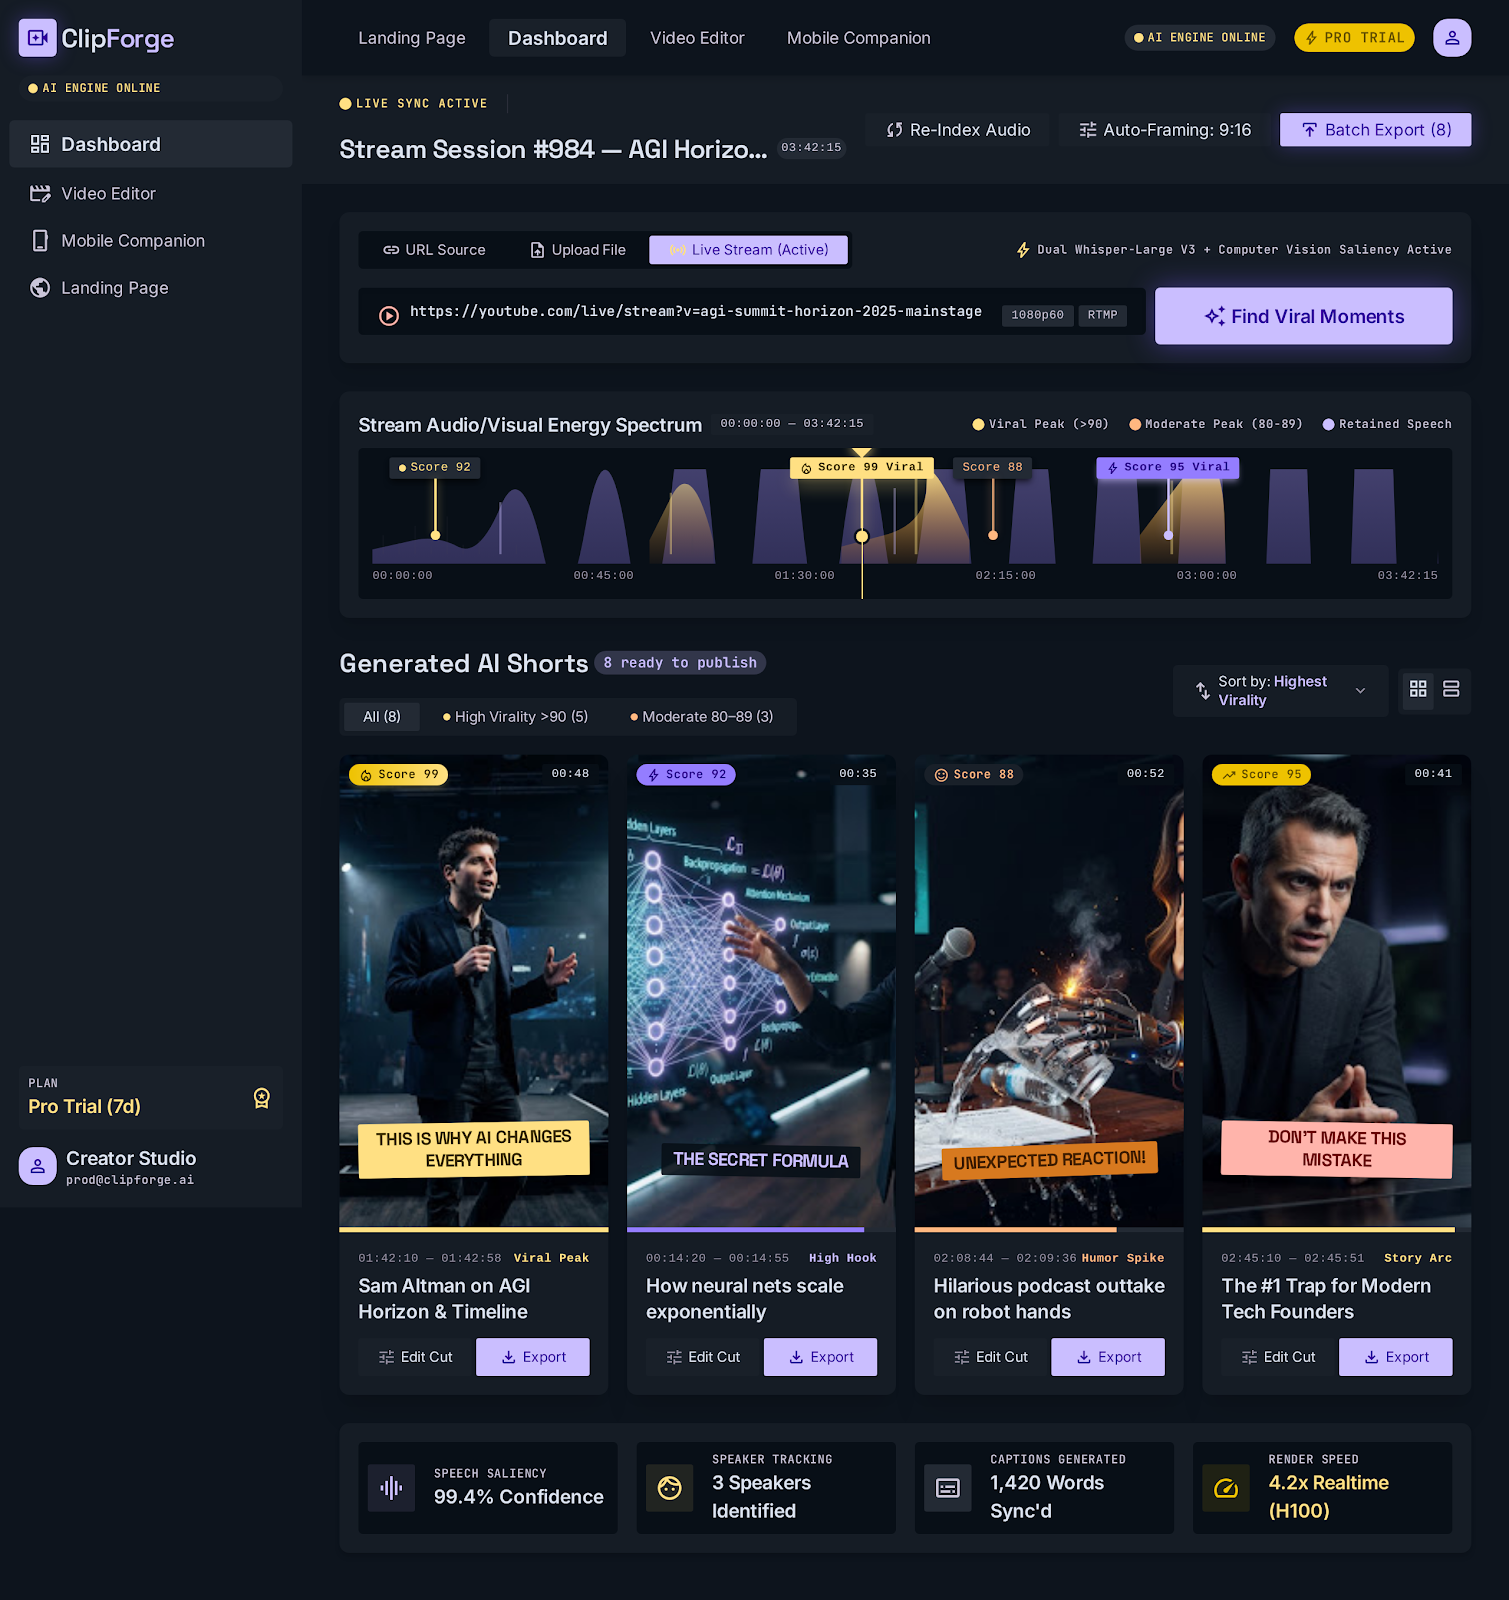 ClipForge
AI ENGINE ONLINE
Dashboard
Video Editor
Mobile Companion
Landing Page
PLAN
Pro Trial (7d)
Creator Studio
prod@clipforge.ai
Landing Page
Dashboard
Video Editor
Mobile Companion
AI ENGINE ONLINE
PRO TRIAL
LIVE SYNC ACTIVE
Stream Session #984 — AGI Horizo...
03:42:15
Re-Index Audio
Auto-Framing: 9:16
Batch Export (8)
URL Source
Upload File
Live Stream (Active)
Dual Whisper-Large V3 + Computer Vision Saliency Active
https://youtube.com/live/stream?v=agi-summit-horizon-2025-mainstage
1080p60
RTMP
Find Viral Moments
Stream Audio/Visual Energy Spectrum
00:00:00 — 03:42:15
Viral Peak (>90)
Moderate Peak (80-89)
Retained Speech
Score 92
Score 99 Viral
Score 88
Score 95 Viral
00:00:00
00:45:00
01:30:00
02:15:00
03:00:00
03:42:15
Generated AI Shorts
8 ready to publish
All (8)
High Virality >90 (5)
Moderate 80–89 (3)
Sort by: Highest
Virality
Score 99
00:48
THIS IS WHY AI CHANGES
EVERYTHING
01:42:10 — 01:42:58
Viral Peak
Sam Altman on AGI
Horizon & Timeline
Edit Cut
Export
Score 92
00:35
dden Layers
Backpropagation
= ℒ(θ)
Attention Mechanism
Output Layer
σ(ε)
ℒ(θ)
ℒ(θ)
Output Layer
Hidden Layers
THE SECRET FORMULA
00:14:20 — 00:14:55
High Hook
How neural nets scale
exponentially
Edit Cut
Export
Score 88
00:52
UNEXPECTED REACTION!
02:08:44 — 02:09:36
Humor Spike
Hilarious podcast outtake
on robot hands
Edit Cut
Export
Score 95
00:41
DON'T MAKE THIS
MISTAKE
02:45:10 — 02:45:51
Story Arc
The #1 Trap for Modern
Tech Founders
Edit Cut
Export
SPEECH SALIENCY
99.4% Confidence
SPEAKER TRACKING
3 Speakers
Identified
CAPTIONS GENERATED
1,420 Words
Sync'd
RENDER SPEED
4.2x Realtime
(H100)